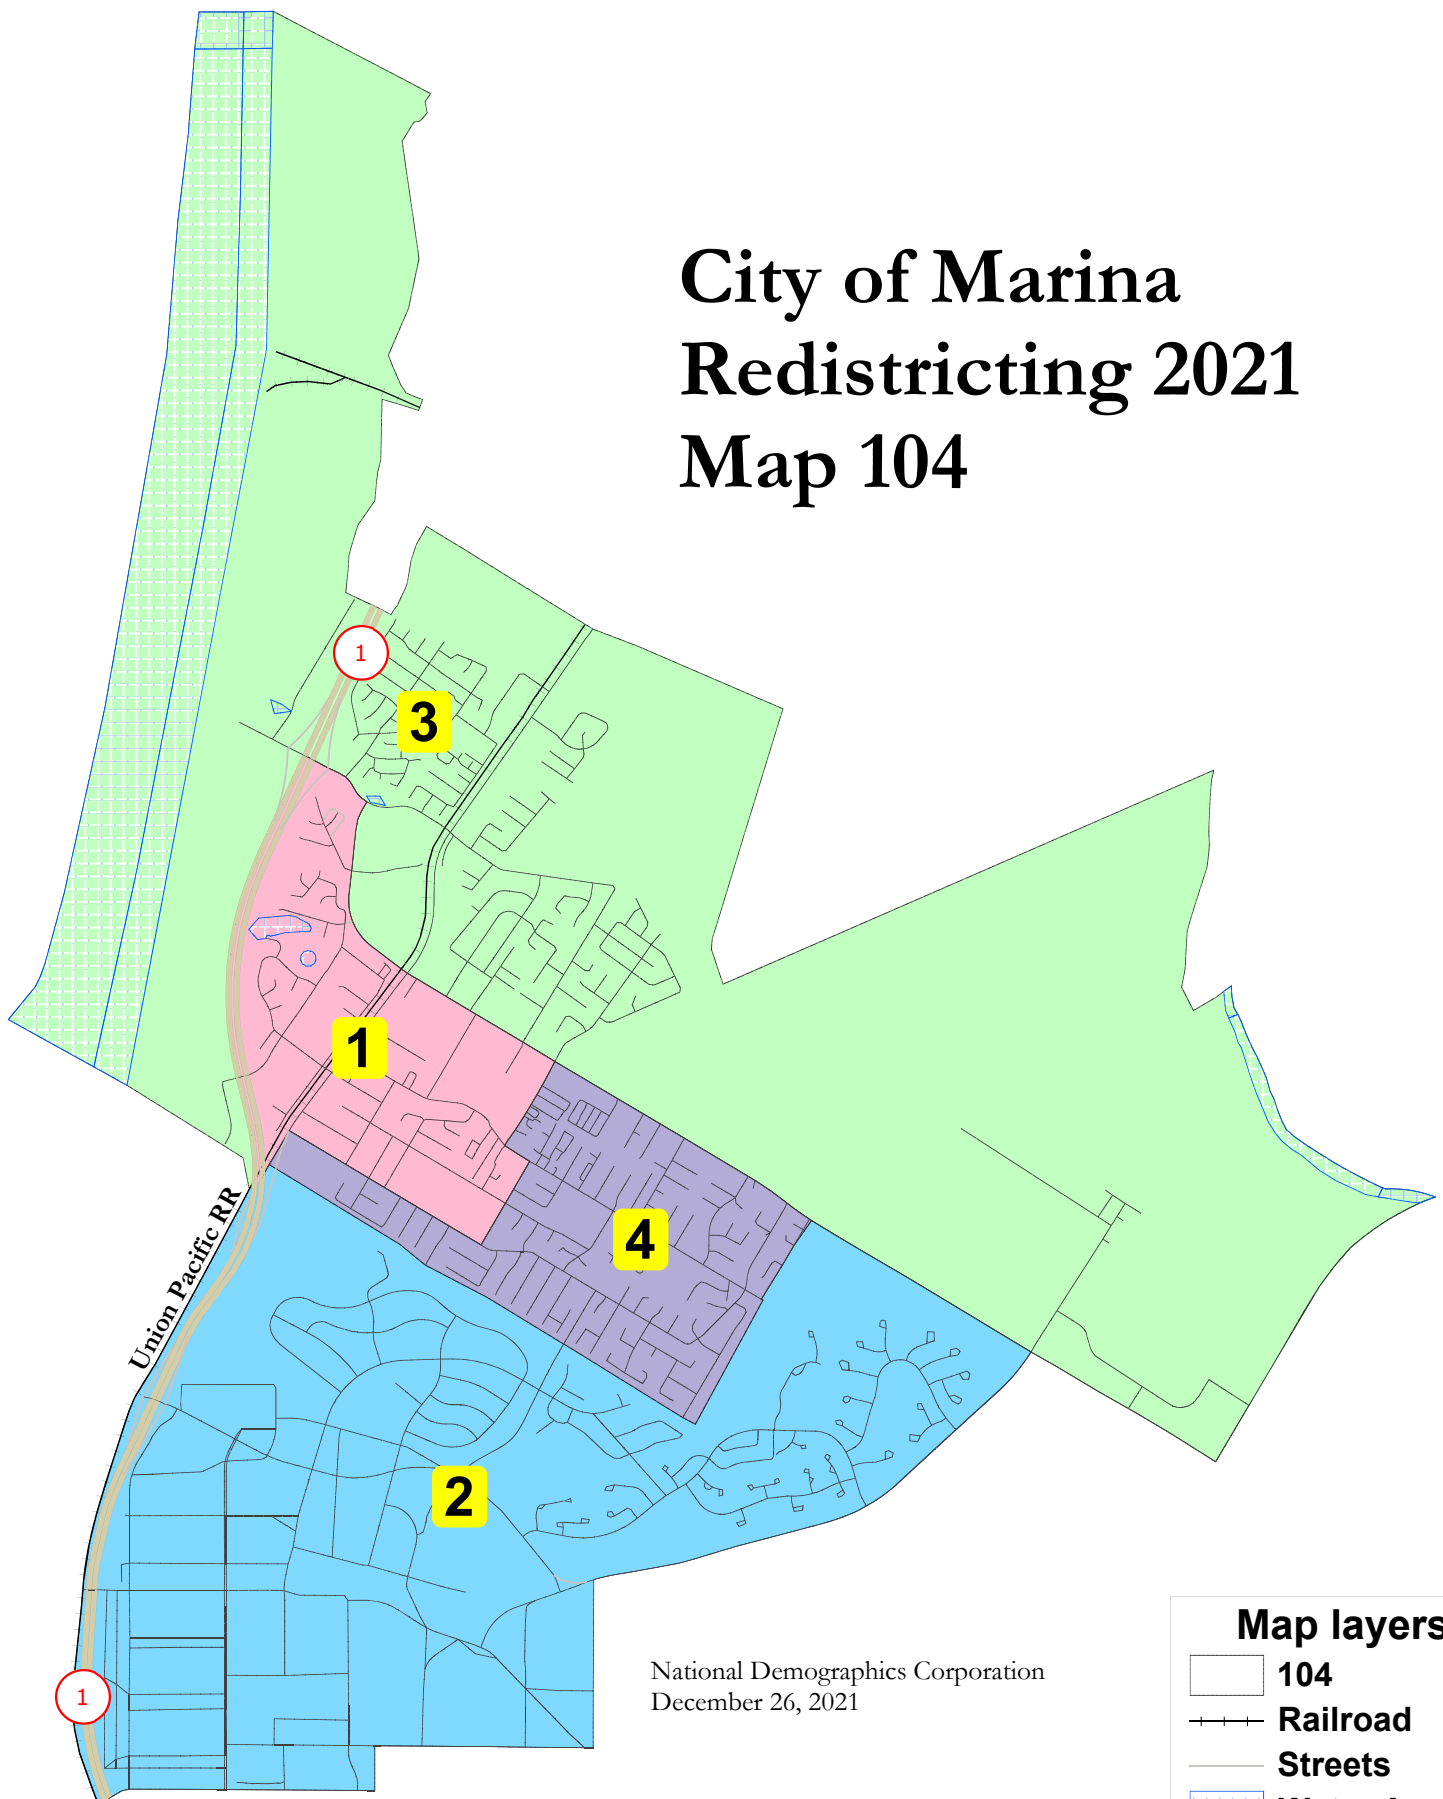 City of Marina
Redistricting 2021
Map 104
1
3
1
4
Union Pacific RR
2
National Demographics Corporation
December 26, 2021
1
Map layers
104
Railroad
Streets